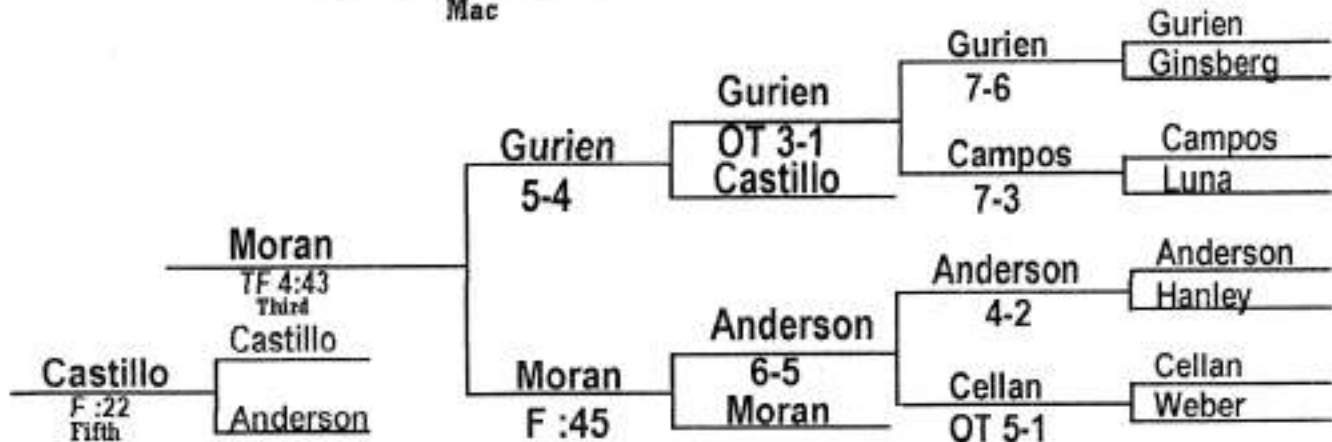 Mac
Gurien
Gurien
Ginsberg
7-6
Gurien
OT 3-1
Castillo
Gurien
5-4
Campos
Campos
Luna
7-3
Moran
TF 4:43
Third
Anderson
Anderson
Hanley
4-2
Castillo
Castillo
F :22
Fifth
Anderson
Moran
F :45
Anderson
6-5
Moran
Cellan
Cellan
Weber
OT 5-1